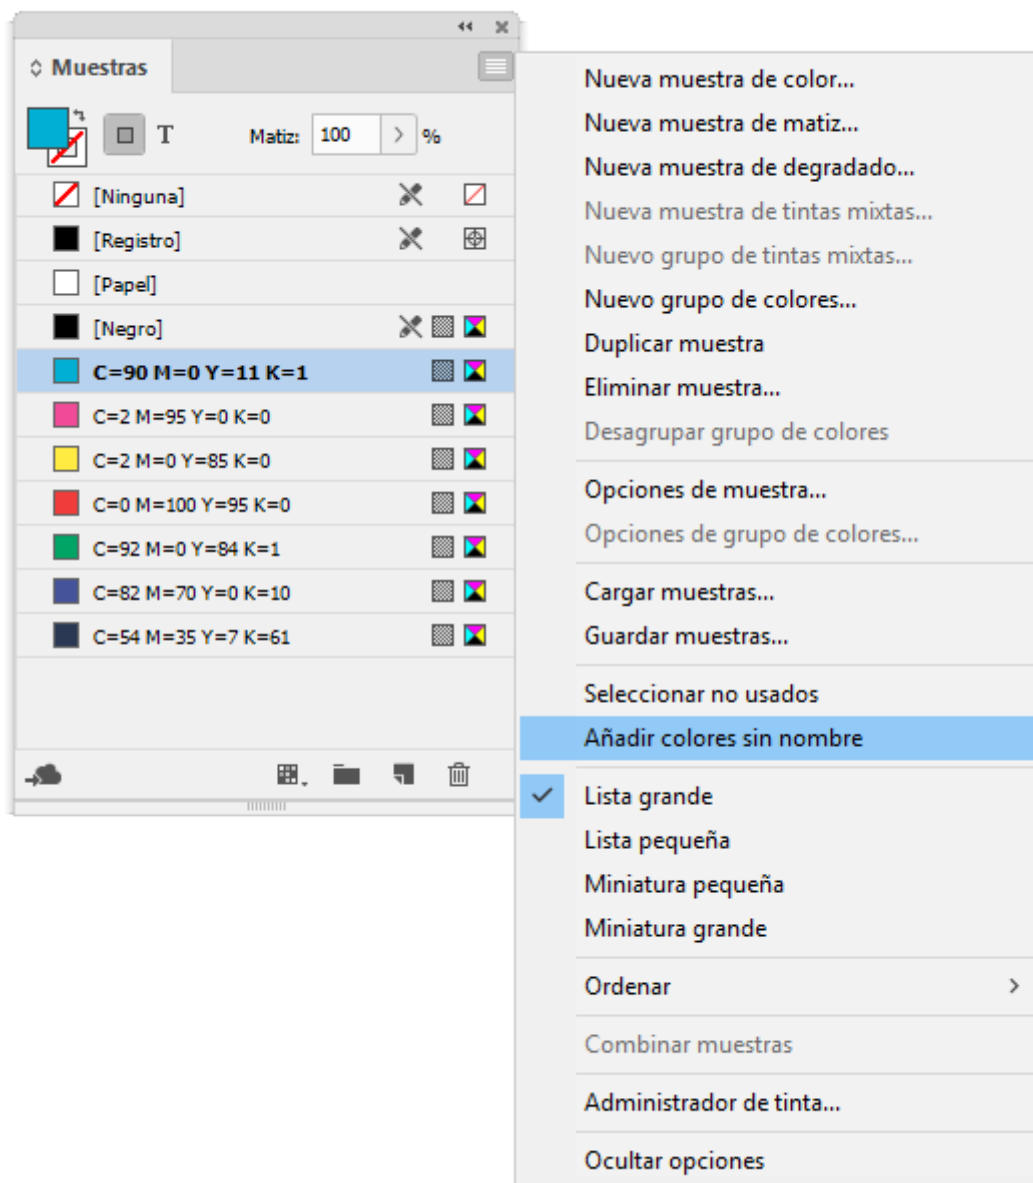 Muestras
T
Matiz: 100 %
[Ninguna]
[Registro]
[Papel]
[Negro]
C=90 M=0 Y=11 K=1
C=2 M=95 Y=0 K=0
C=2 M=0 Y=85 K=0
C=0 M=100 Y=95 K=0
C=92 M=0 Y=84 K=1
C=82 M=70 Y=0 K=10
C=54 M=35 Y=7 K=61
Nueva muestra de color...
Nueva muestra de matiz...
Nueva muestra de degradado...
Nueva muestra de tintas mixtas...
Nuevo grupo de tintas mixtas...
Nuevo grupo de colores...
Duplicar muestra
Eliminar muestra...
Desagrupar grupo de colores
Opciones de muestra...
Opciones de grupo de colores...
Cargar muestras...
Guardar muestras...
Seleccionar no usados
Añadir colores sin nombre
Lista grande
Lista pequeña
Miniatura pequeña
Miniatura grande
Ordenar
Combinar muestras
Administrador de tinta...
Ocultar opciones